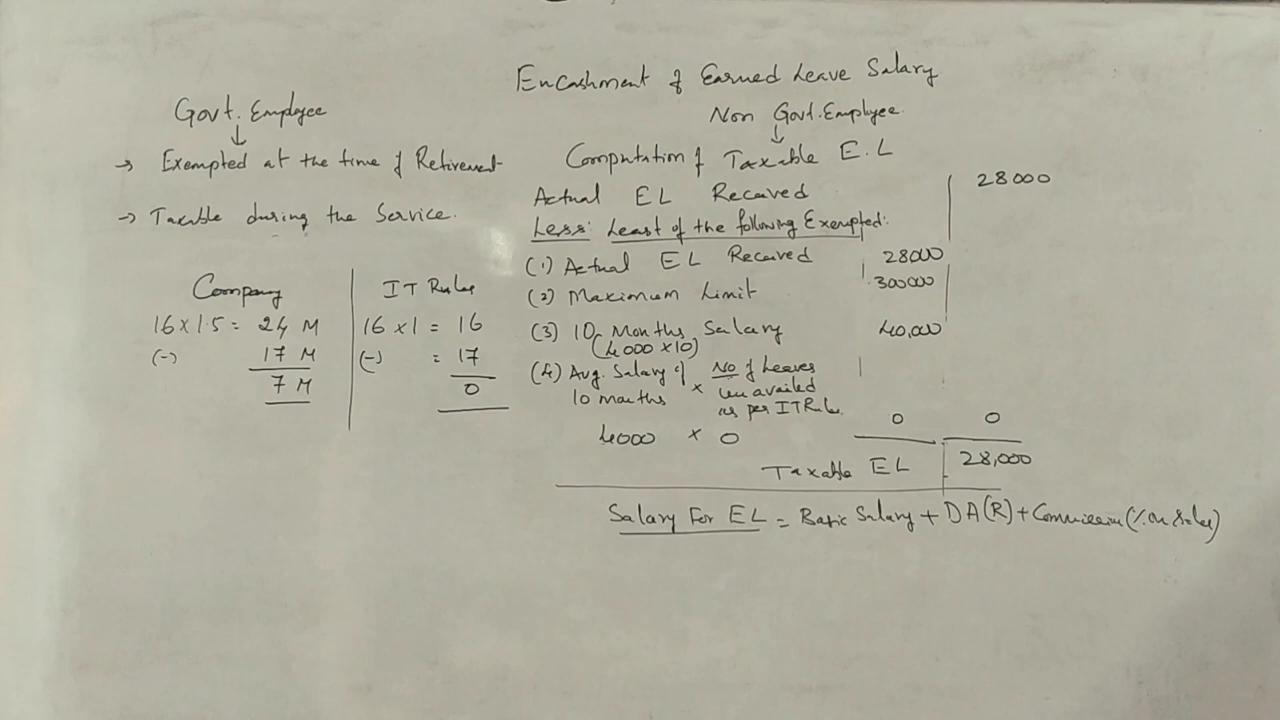 Encashment of Earned Leave Salary
Govt. Employee
→ Exempted at the time of Retirement
→ Taxable during the Service.
Company
16 x 1.5 = 24 M
(-) 17 M
7 M
IT Rules
16 x 1 = 16
(-) = 17
0
Non Govt. Employee.
Computation of Taxable E.L
Actual EL Received 28000
Less: Least of the following Exempted:
(1) Actual EL Received 28000
(2) Maximum Limit 300000
(3) 10 Months Salary 40,000
(4000 x 10)
(4) Avg. Salary of 10 months x No of Leaves un availed as per IT Rules.
4000 x 0 0 0
Taxable EL 28,000
Salary For EL = Basic Salary + DA(R) + Commission (% on Sales)